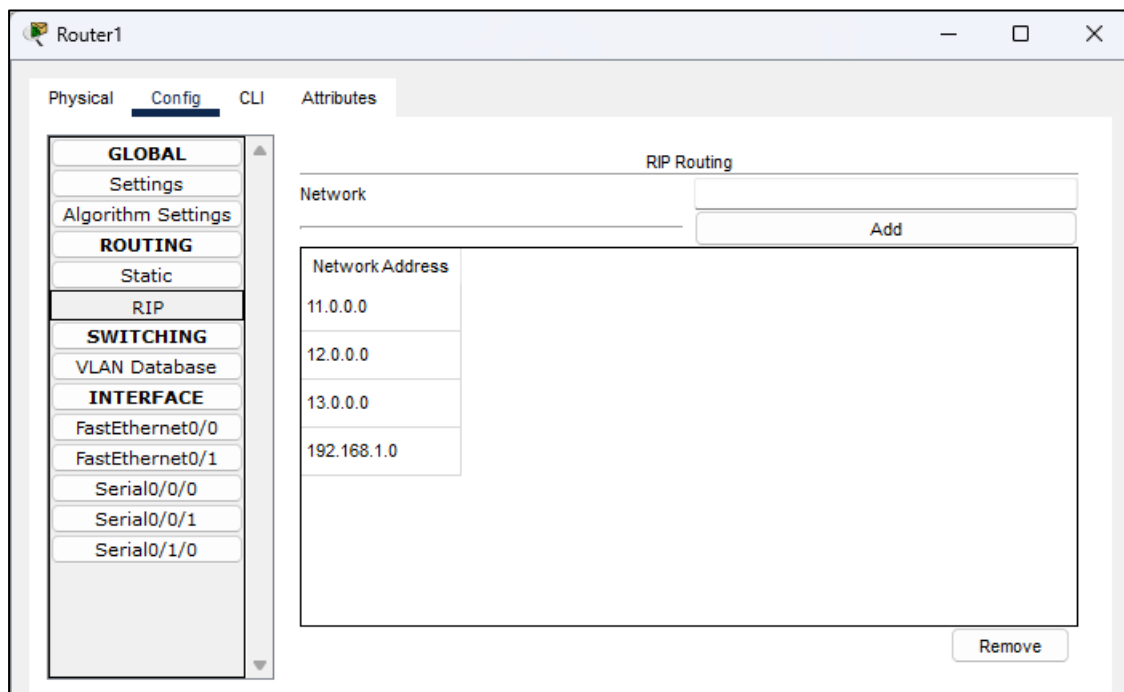 Router1
Physical Config CLI Attributes
GLOBAL
Settings
Algorithm Settings
ROUTING
Static
RIP
SWITCHING
VLAN Database
INTERFACE
FastEthernet0/0
FastEthernet0/1
Serial0/0/0
Serial0/0/1
Serial0/1/0
RIP Routing
Network
Add
Network Address
11.0.0.0
12.0.0.0
13.0.0.0
192.168.1.0
Remove